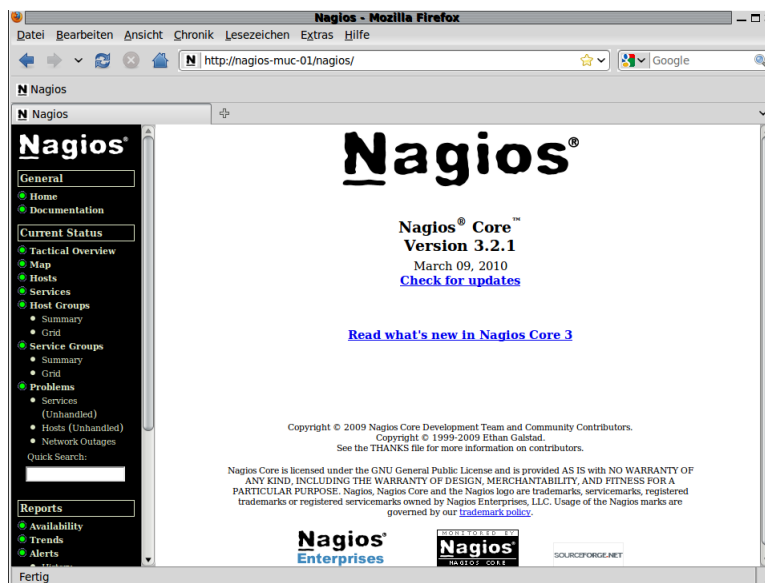 Nagios - Mozilla Firefox
Datei Bearbeiten Ansicht Chronik Lesezeichen Extras Hilfe
N http://nagios-muc-01/nagios/ Google
N Nagios
N Nagios
Nagios®
General
Home
Documentation
Current Status
Tactical Overview
Map
Hosts
Services
Host Groups
Summary
Grid
Service Groups
Summary
Grid
Problems
Services
(Unhandled)
Hosts (Unhandled)
Network Outages
Quick Search:
Reports
Availability
Trends
Alerts
Nagios®
Nagios® Core™
Version 3.2.1
March 09, 2010
Check for updates
Read what's new in Nagios Core 3
Copyright © 2009 Nagios Core Development Team and Community Contributors.
Copyright © 1999-2009 Ethan Galstad.
See the THANKS file for more information on contributors.
Nagios Core is licensed under the GNU General Public License and is provided AS IS with NO WARRANTY OF
ANY KIND, INCLUDING THE WARRANTY OF DESIGN, MERCHANTABILITY, AND FITNESS FOR A
PARTICULAR PURPOSE. Nagios, Nagios Core and the Nagios logo are trademarks, servicemarks, registered
trademarks or registered servicemarks owned by Nagios Enterprises, LLC. Usage of the Nagios marks are
governed by our trademark policy.
Nagios®
Enterprises
MONITORED BY
Nagios®
NAGIOS CORE
SOURCEFORGE.NET
Fertig